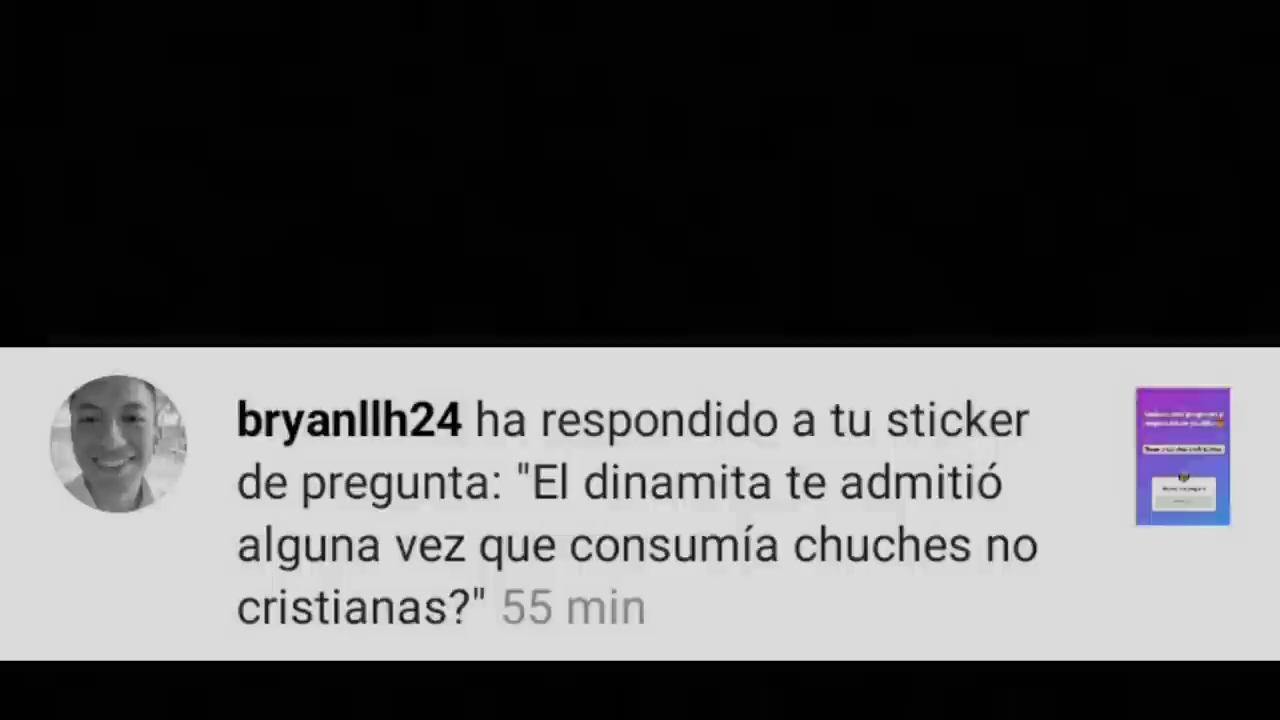 bryanllh24 ha respondido a tu sticker
de pregunta: "El dinamita te admitió
alguna vez que consumía chuches no
cristianas?" 55 min